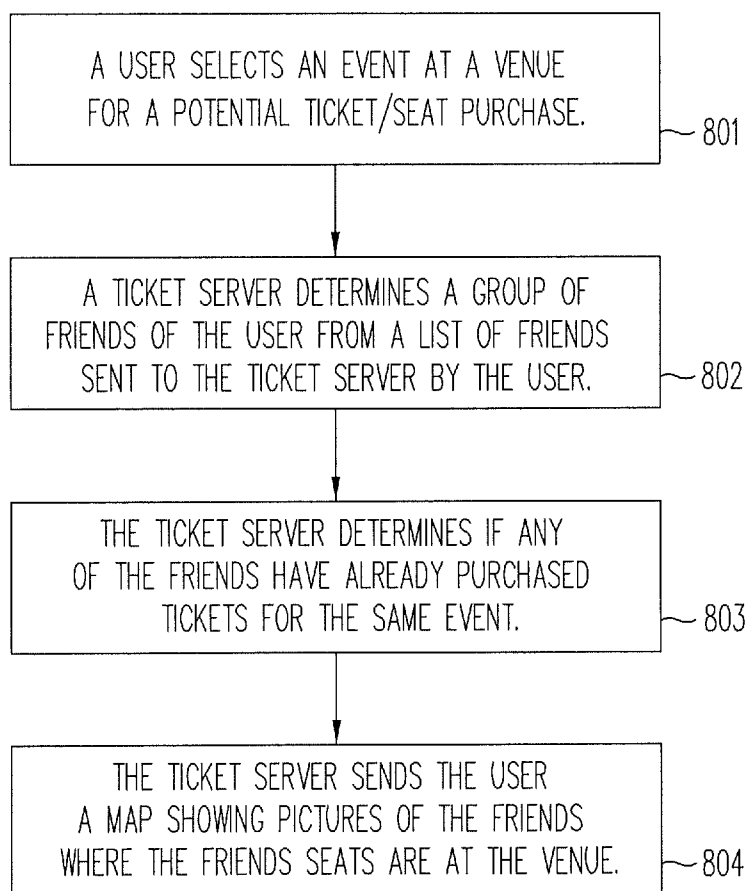 A USER SELECTS AN EVENT AT A VENUE
FOR A POTENTIAL TICKET/SEAT PURCHASE.
801
A TICKET SERVER DETERMINES A GROUP OF
FRIENDS OF THE USER FROM A LIST OF FRIENDS
SENT TO THE TICKET SERVER BY THE USER.
802
THE TICKET SERVER DETERMINES IF ANY
OF THE FRIENDS HAVE ALREADY PURCHASED
TICKETS FOR THE SAME EVENT.
803
THE TICKET SERVER SENDS THE USER
A MAP SHOWING PICTURES OF THE FRIENDS
WHERE THE FRIENDS SEATS ARE AT THE VENUE.
804